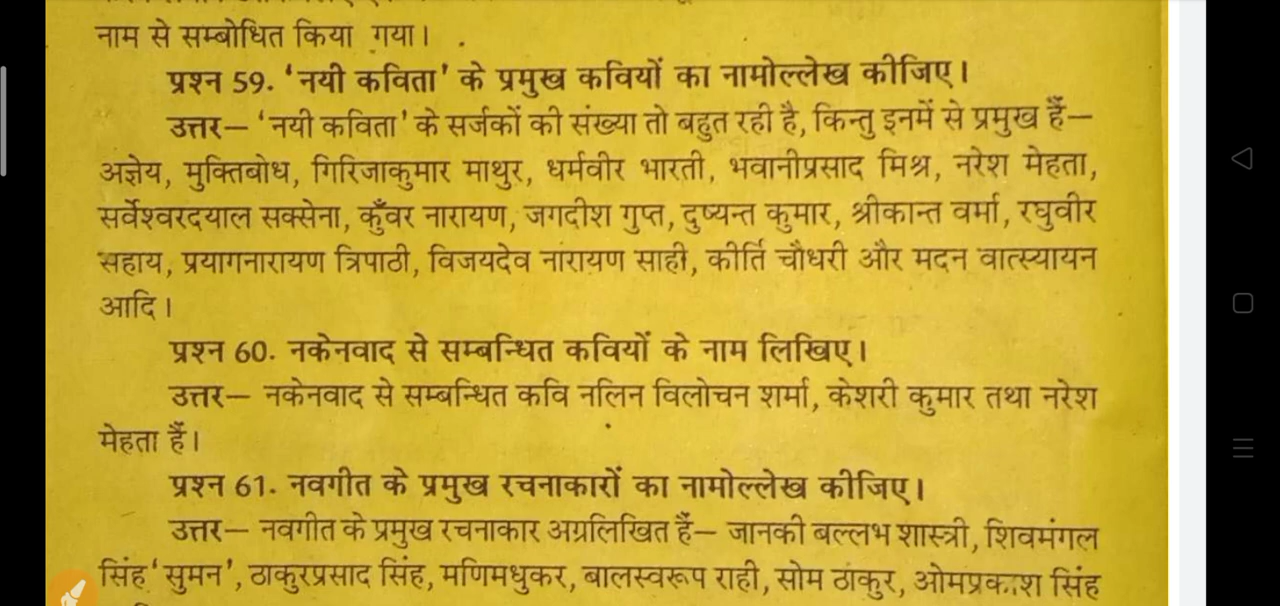 नाम से सम्बोधित किया गया।
प्रश्न 59. 'नयी कविता' के प्रमुख कवियों का नामोल्लेख कीजिए।
उत्तर— 'नयी कविता' के सर्जकों की संख्या तो बहुत रही है, किन्तु इनमें से प्रमुख हैं—
अज्ञेय, मुक्तिबोध, गिरिजाकुमार माथुर, धर्मवीर भारती, भवानीप्रसाद मिश्र, नरेश मेहता,
सर्वेश्वरदयाल सक्सेना, कुँवर नारायण, जगदीश गुप्त, दुष्यन्त कुमार, श्रीकान्त वर्मा, रघुवीर
सहाय, प्रयागनारायण त्रिपाठी, विजयदेव नारायण साही, कीर्ति चौधरी और मदन वात्स्यायन
आदि।
प्रश्न 60. नकेनवाद से सम्बन्धित कवियों के नाम लिखिए।
उत्तर— नकेनवाद से सम्बन्धित कवि नलिन विलोचन शर्मा, केशरी कुमार तथा नरेश
मेहता हैं।
प्रश्न 61. नवगीत के प्रमुख रचनाकारों का नामोल्लेख कीजिए।
उत्तर— नवगीत के प्रमुख रचनाकार अग्रलिखित हैं— जानकी बल्लभ शास्त्री, शिवमंगल
सिंह 'सुमन', ठाकुरप्रसाद सिंह, मणिमधुकर, बालस्वरूप राही, सोम ठाकुर, ओमप्रकाश सिंह